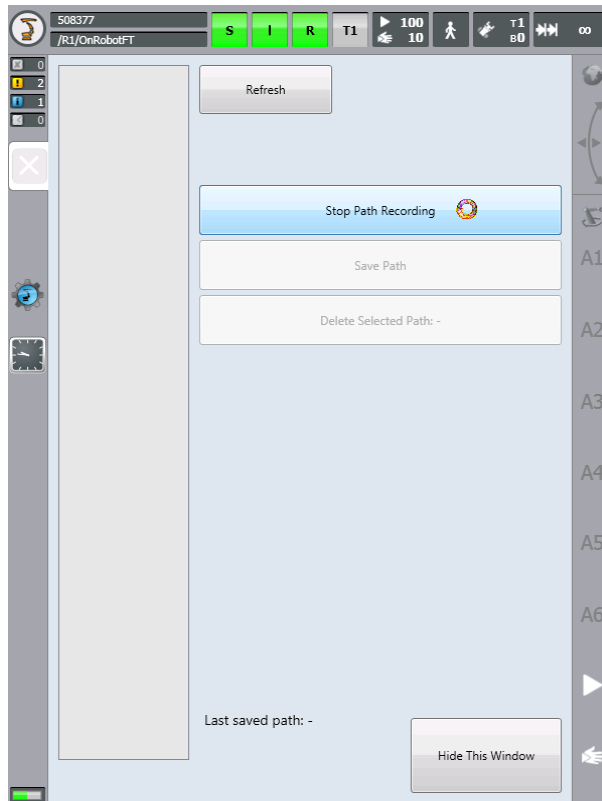 508377
/R1/OnRobotFT
S I R T1 100 10 T1 B0 ∞
0
2
1
0
Refresh
Stop Path Recording
Save Path
Delete Selected Path: -
A1
A2
A3
A4
A5
A6
Last saved path: -
Hide This Window